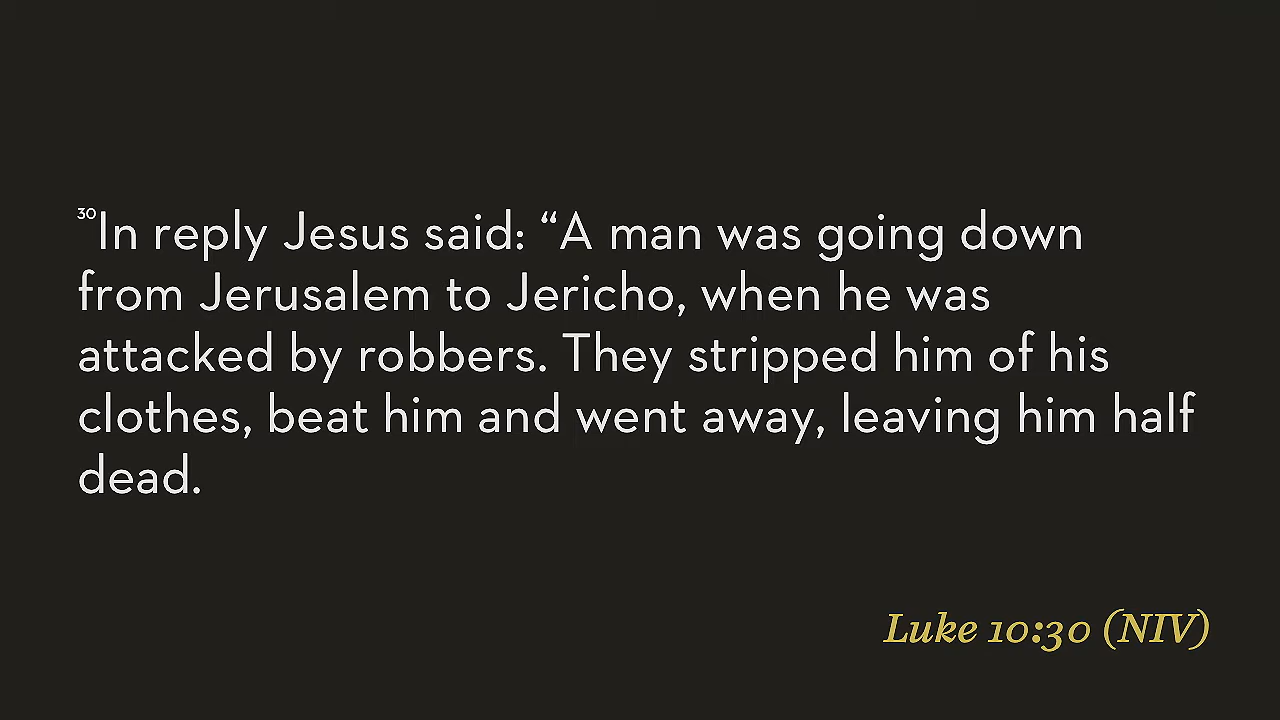 30In reply Jesus said: “A man was going down
from Jerusalem to Jericho, when he was
attacked by robbers. They stripped him of his
clothes, beat him and went away, leaving him half
dead.
Luke 10:30 (NIV)